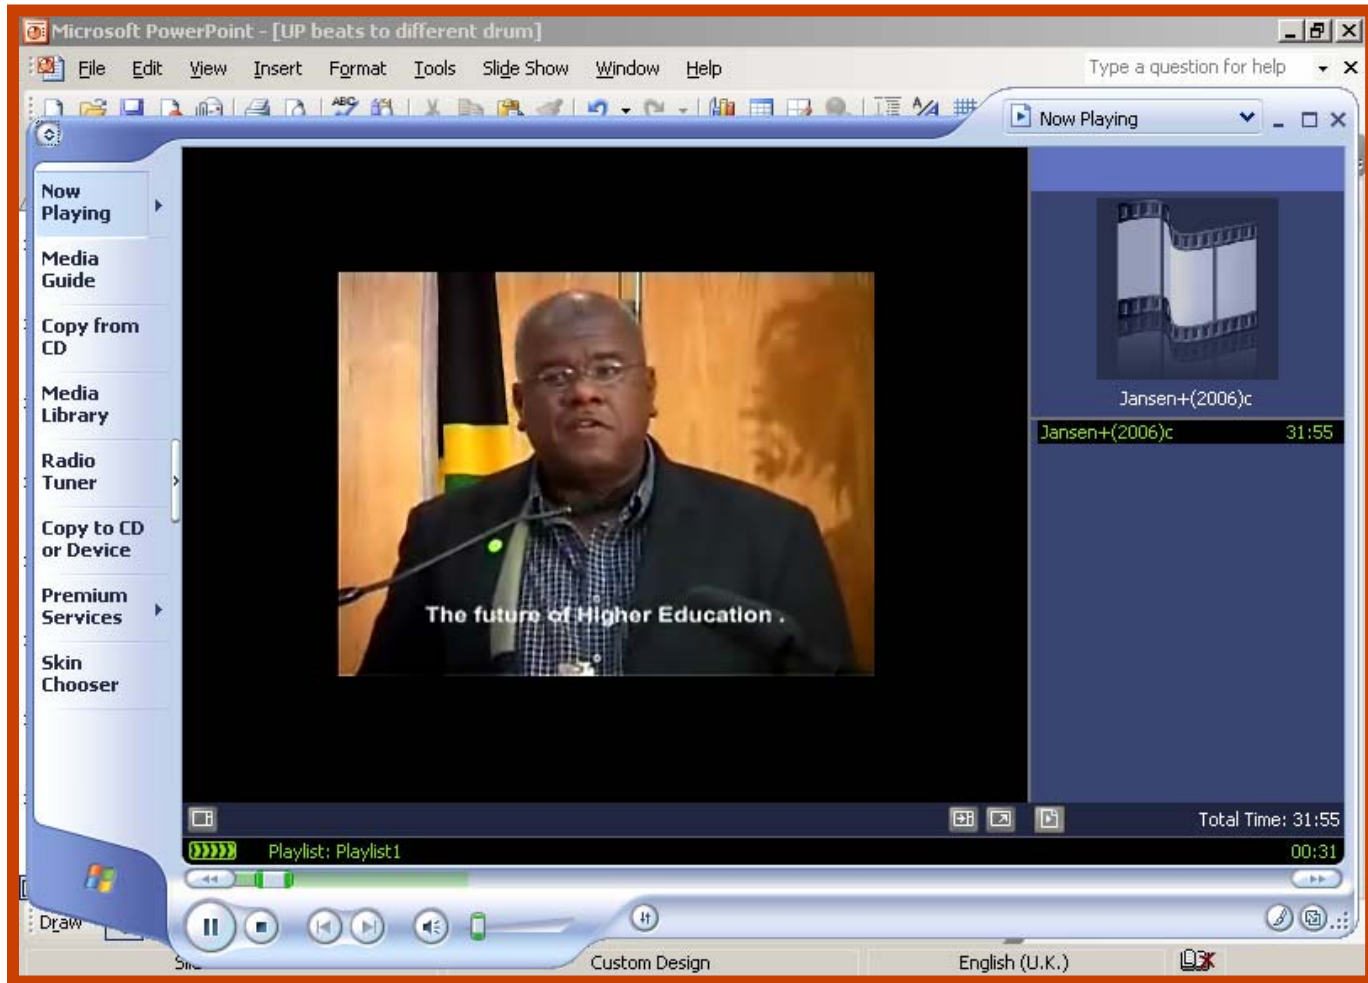 Microsoft PowerPoint - [UP beats to different drum]
File Edit View Insert Format Tools Slide Show Window Help Type a question for help
Now Playing
Now
Playing
Media
Guide
Copy from
CD
Media
Library
Radio
Tuner
Copy to CD
or Device
Premium
Services
Skin
Chooser
The future of Higher Education .
Jansen+(2006)c
Jansen+(2006)c 31:55
Total Time: 31:55
Playlist: Playlist1 00:31
Draw
Custom Design English (U.K.)